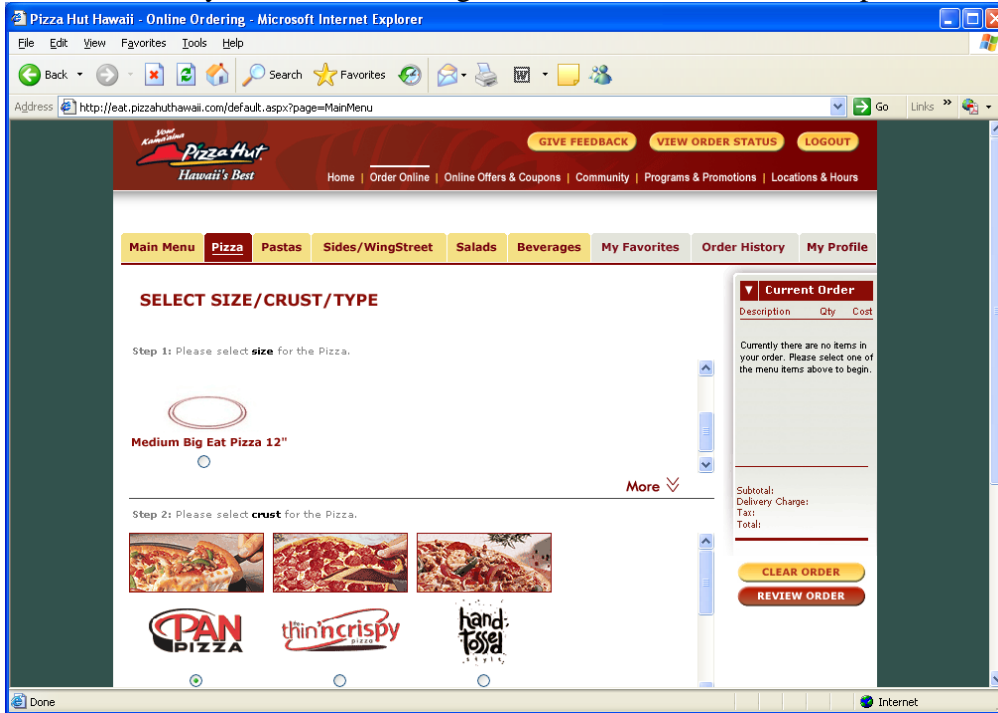 Pizza Hut Hawaii - Online Ordering - Microsoft Internet Explorer
File Edit View Favorites Tools Help
Back Search Favorites
Address http://eat.pizzahuthawaii.com/default.aspx?page=MainMenu Go Links »
Your
Kama'aina
Pizza Hut
Hawaii's Best
GIVE FEEDBACK VIEW ORDER STATUS LOGOUT
Home | Order Online | Online Offers & Coupons | Community | Programs & Promotions | Locations & Hours
Main Menu Pizza Pastas Sides/WingStreet Salads Beverages My Favorites Order History My Profile
SELECT SIZE/CRUST/TYPE
Step 1: Please select size for the Pizza.
Medium Big Eat Pizza 12"
More
Step 2: Please select crust for the Pizza.
PAN
PIZZA
thin'ncrispy
pizza
hand-
tossed
style
Current Order
Description Qty Cost
Currently there are no items in
your order. Please select one of
the menu items above to begin.
Subtotal:
Delivery Charge:
Tax:
Total:
CLEAR ORDER
REVIEW ORDER
Done Internet